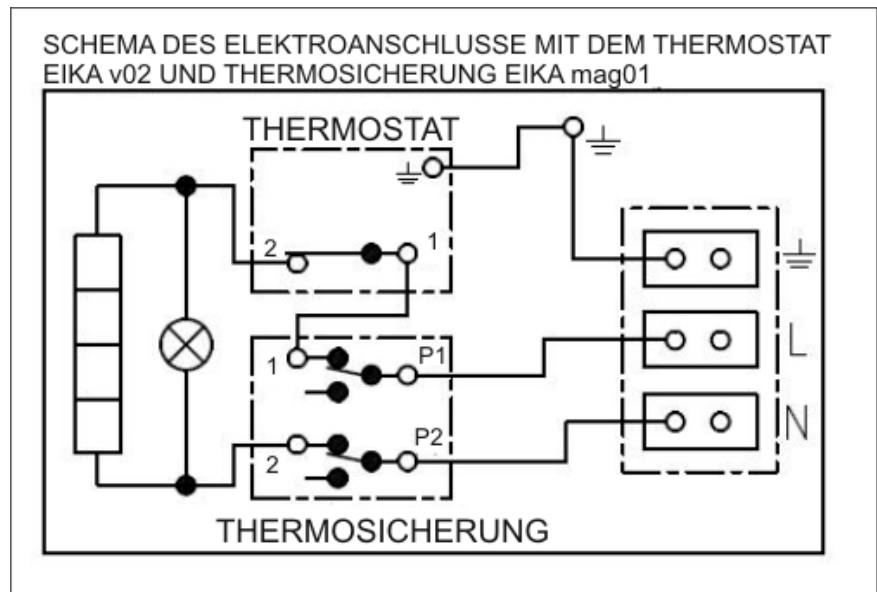 SCHEMA DES ELEKTROANSCHLUSSE MIT DEM THERMOSTAT
EIKA v02 UND THERMOSICHERUNG EIKA mag01
THERMOSTAT
2
1
1
P1
L
P2
N
2
THERMOSICHERUNG